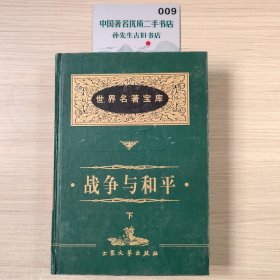 009
中国著名优质二手书店
孙先生古旧书店
世界名著宝库
·战争与和平·
下
大众文艺出版社